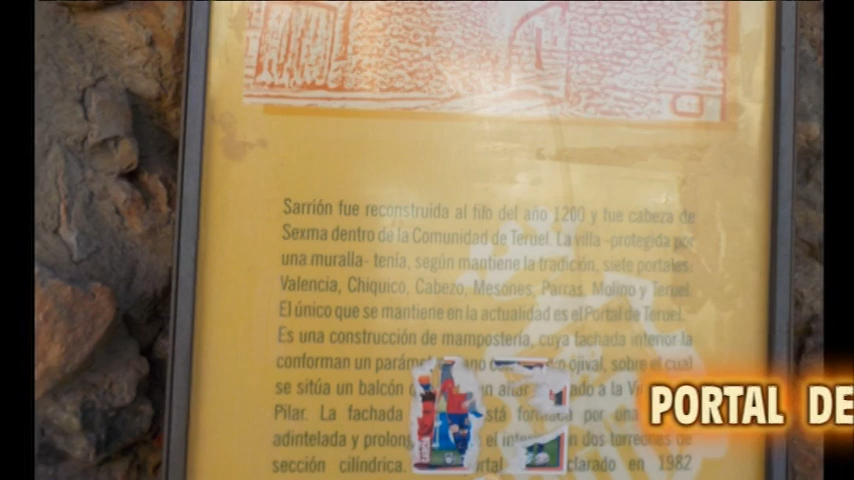 Sarrión fue reconstruida al filo del año 1200 y fue cabeza de
Sexma dentro de la Comunidad de Teruel. La villa -protegida por
una muralla- tenía, según mantiene la tradición, siete portales:
Valencia, Chiquico, Cabezo, Mesones, Parras, Molino y Teruel.
El único que se mantiene en la actualidad es el Portal de Teruel.
Es una construcción de mampostería, cuya fachada interior la
conforman un ojival, sobre el cual
se sitúa un balcón a la
Pilar. La fachada está por una
adintelada y el dos torreones de
sección cilíndrica. en 1982
PORTAL DE